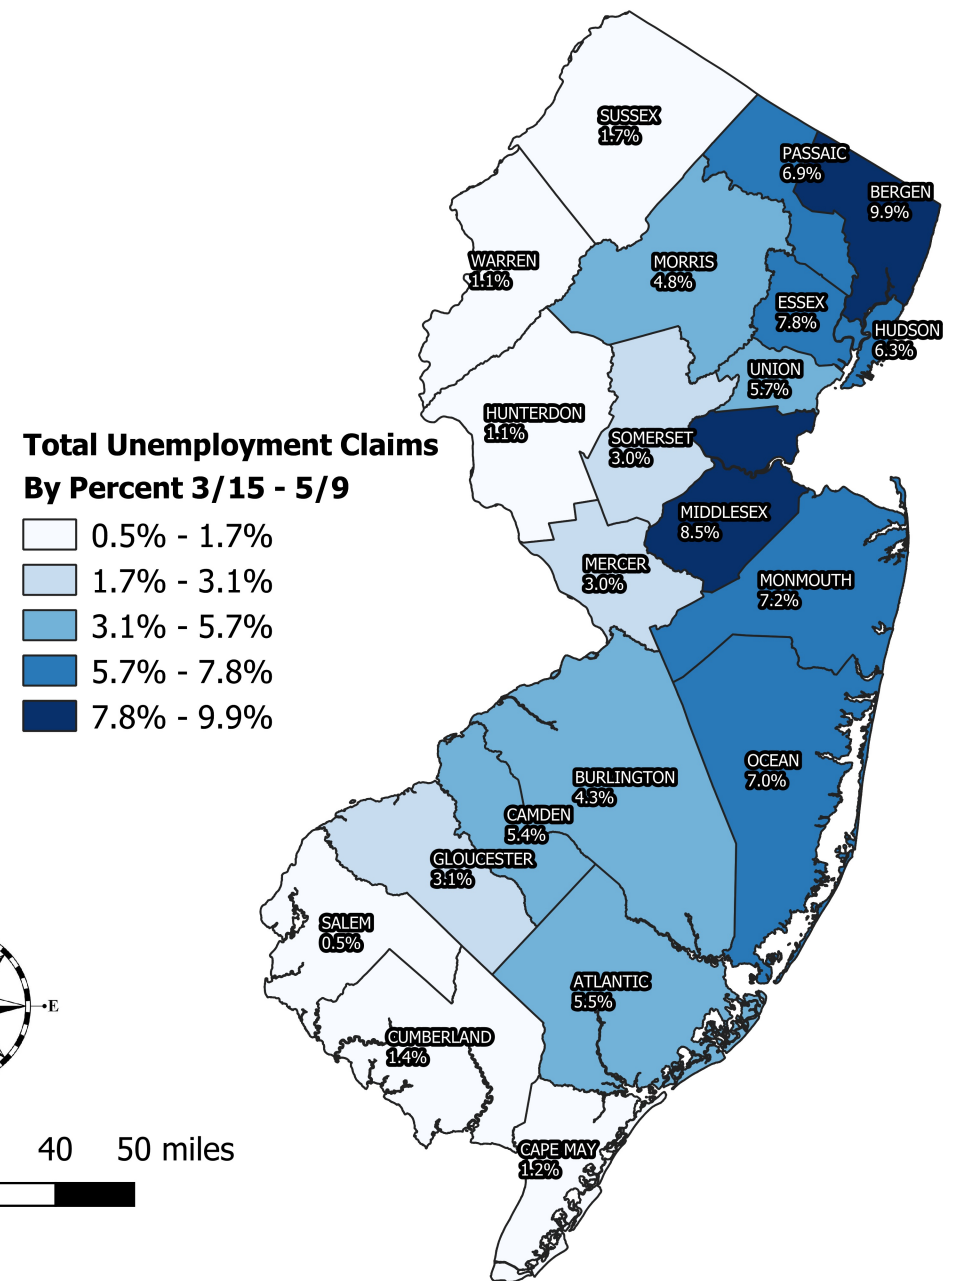 SUSSEX
1.7%
PASSAIC
6.9%
BERGEN
9.9%
WARREN
1.1%
MORRIS
4.8%
ESSEX
7.8%
HUDSON
6.3%
UNION
5.7%
HUNTERDON
1.1%
SOMERSET
3.0%
Total Unemployment Claims
By Percent 3/15 - 5/9
0.5% - 1.7%
1.7% - 3.1%
3.1% - 5.7%
5.7% - 7.8%
7.8% - 9.9%
MIDDLESEX
8.5%
MERCER
3.0%
MONMOUTH
7.2%
OCEAN
7.0%
BURLINGTON
4.3%
CAMDEN
5.4%
GLOUCESTER
3.1%
SALEM
0.5%
ATLANTIC
5.5%
E
CUMBERLAND
1.4%
CAPE MAY
1.2%
40 50 miles